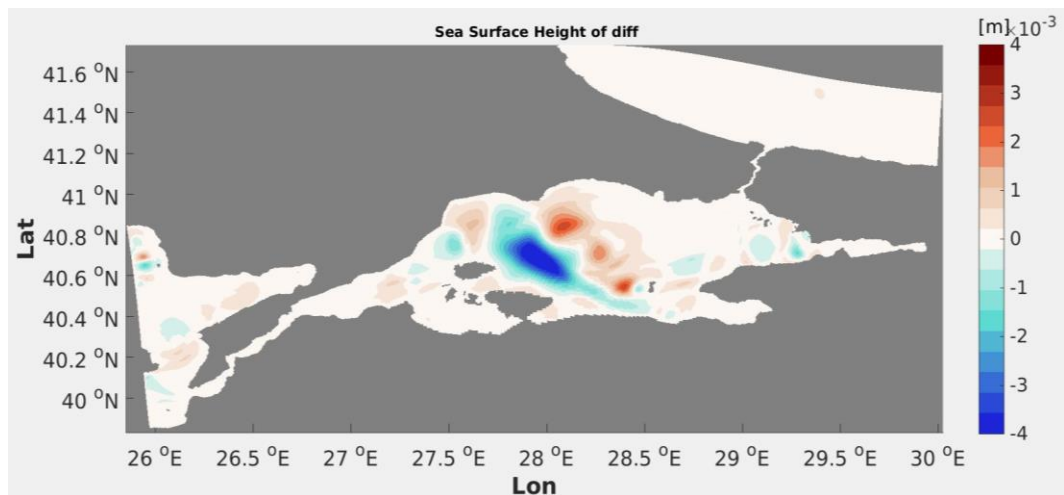 Sea Surface Height of diff
[m]×10⁻³
41.6 °N
41.4 °N
41.2 °N
41 °N
40.8 °N
40.6 °N
40.4 °N
40.2 °N
40 °N
Lat
4
3
2
1
0
-1
-2
-3
-4
26 °E
26.5 °E
27 °E
27.5 °E
28 °E
28.5 °E
29 °E
29.5 °E
30 °E
Lon